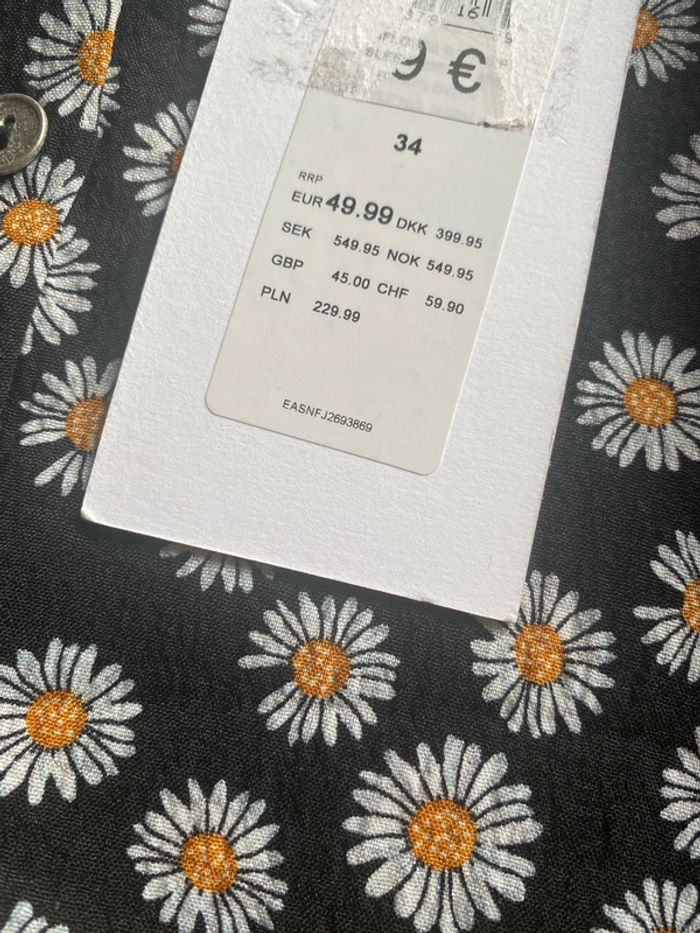 16
9 €
34
RRP
EUR 49.99 DKK 399.95
SEK 549.95 NOK 549.95
GBP 45.00 CHF 59.90
PLN 229.99
EASNFJ2693869